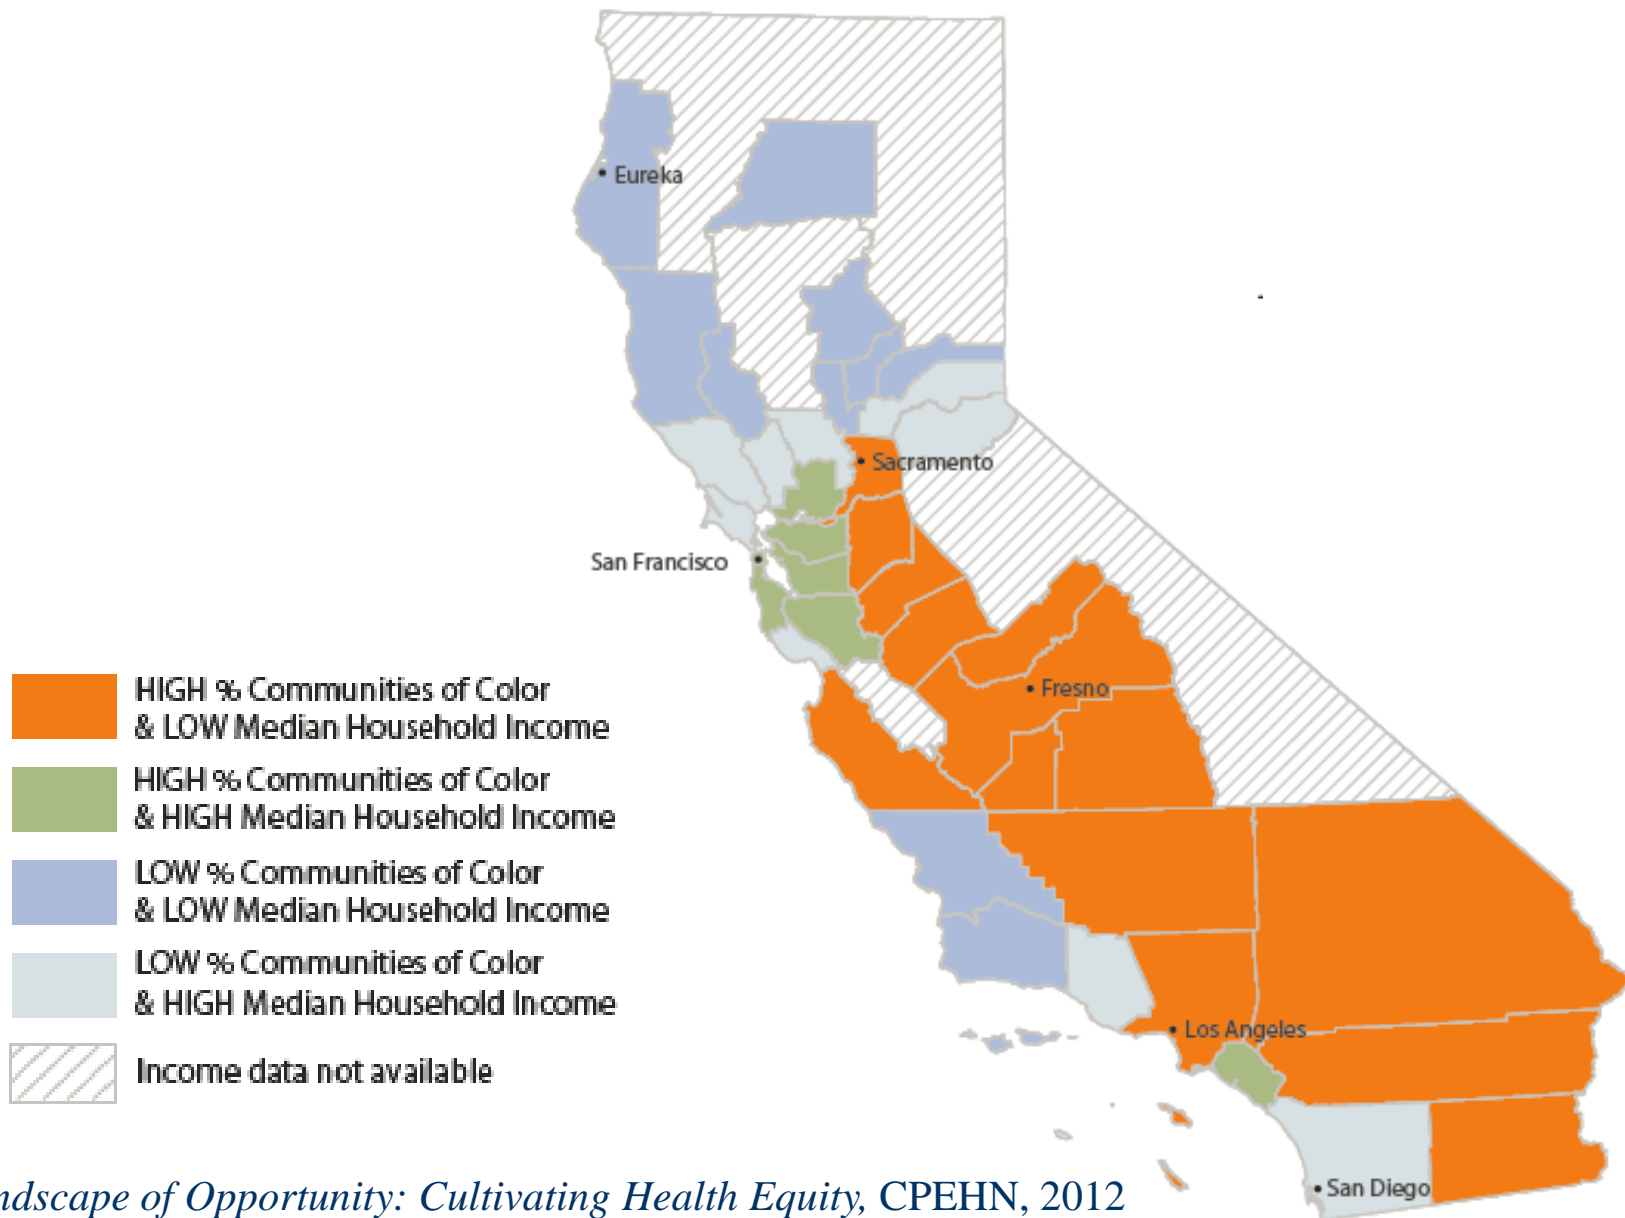 Eureka
Sacramento
San Francisco
Fresno
HIGH % Communities of Color
& LOW Median Household Income
HIGH % Communities of Color
& HIGH Median Household Income
LOW % Communities of Color
& LOW Median Household Income
LOW % Communities of Color
& HIGH Median Household Income
Los Angeles
Income data not available
ndscape of Opportunity: Cultivating Health Equity, CPEHN, 2012
San Diego